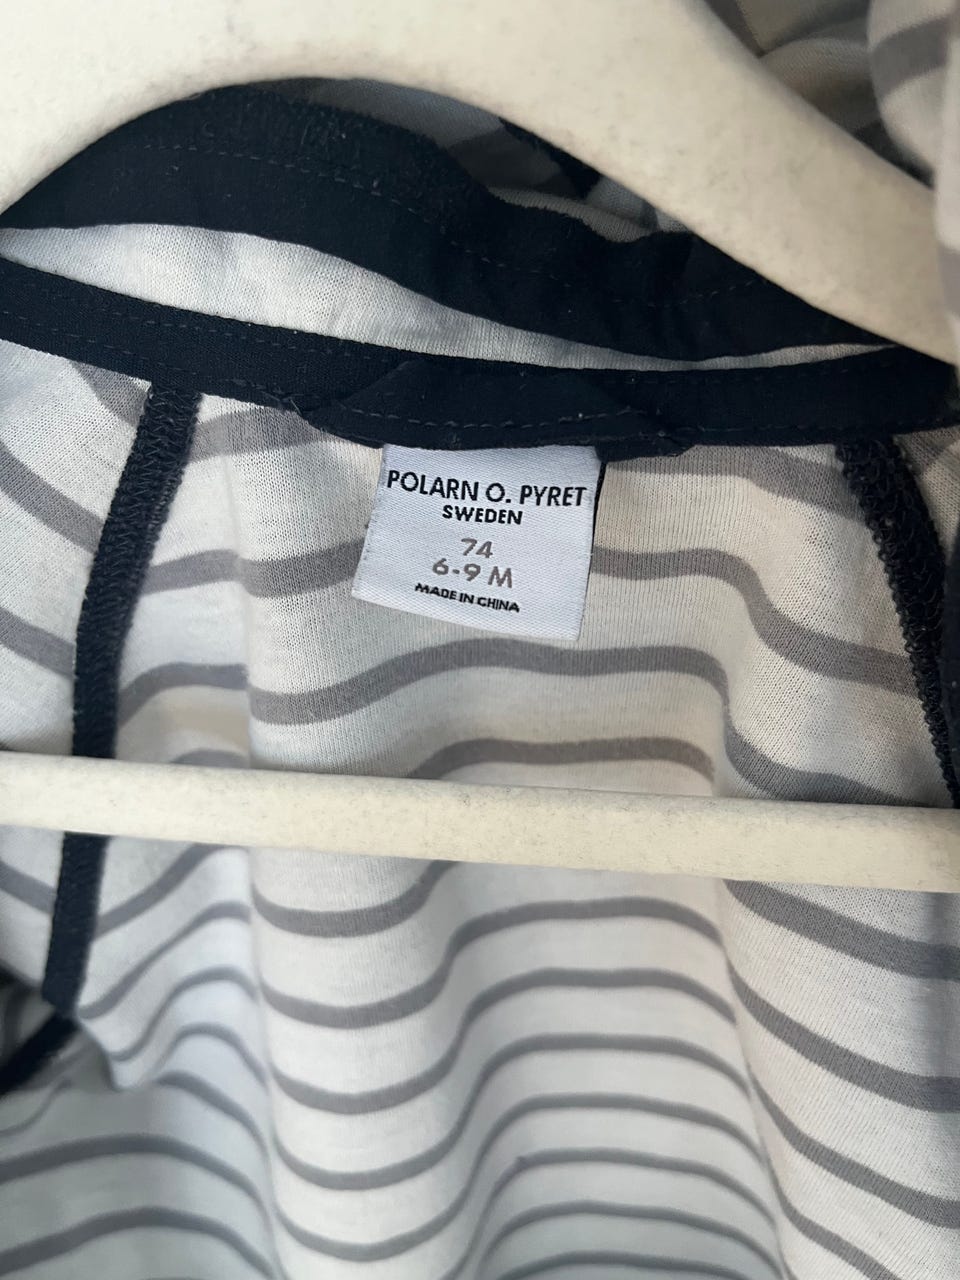 POLARN O. PYRET
SWEDEN
74
6-9 M
MADE IN CHINA